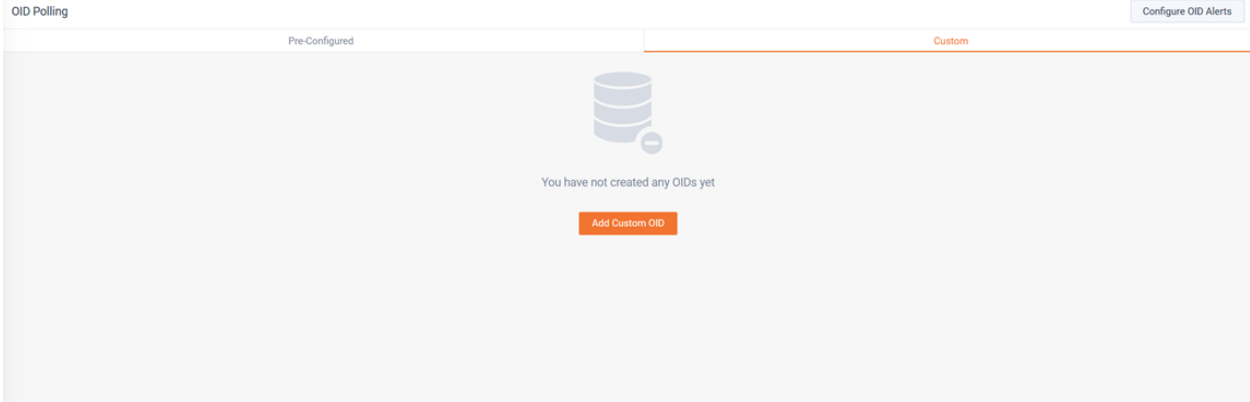 OID Polling
Configure OID Alerts
Pre-Configured
Custom
You have not created any OIDs yet
Add Custom OID